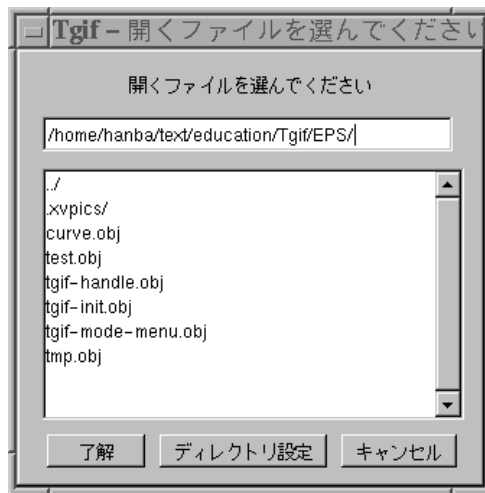 Tgif – 開くファイルを選んでください
開くファイルを選んでください
/home/hanba/text/education/Tgif/EPS/
../
.xvpics/
curve.obj
test.obj
tgif-handle.obj
tgif-init.obj
tgif-mode-menu.obj
tmp.obj
了解 ディレクトリ設定 キャンセル